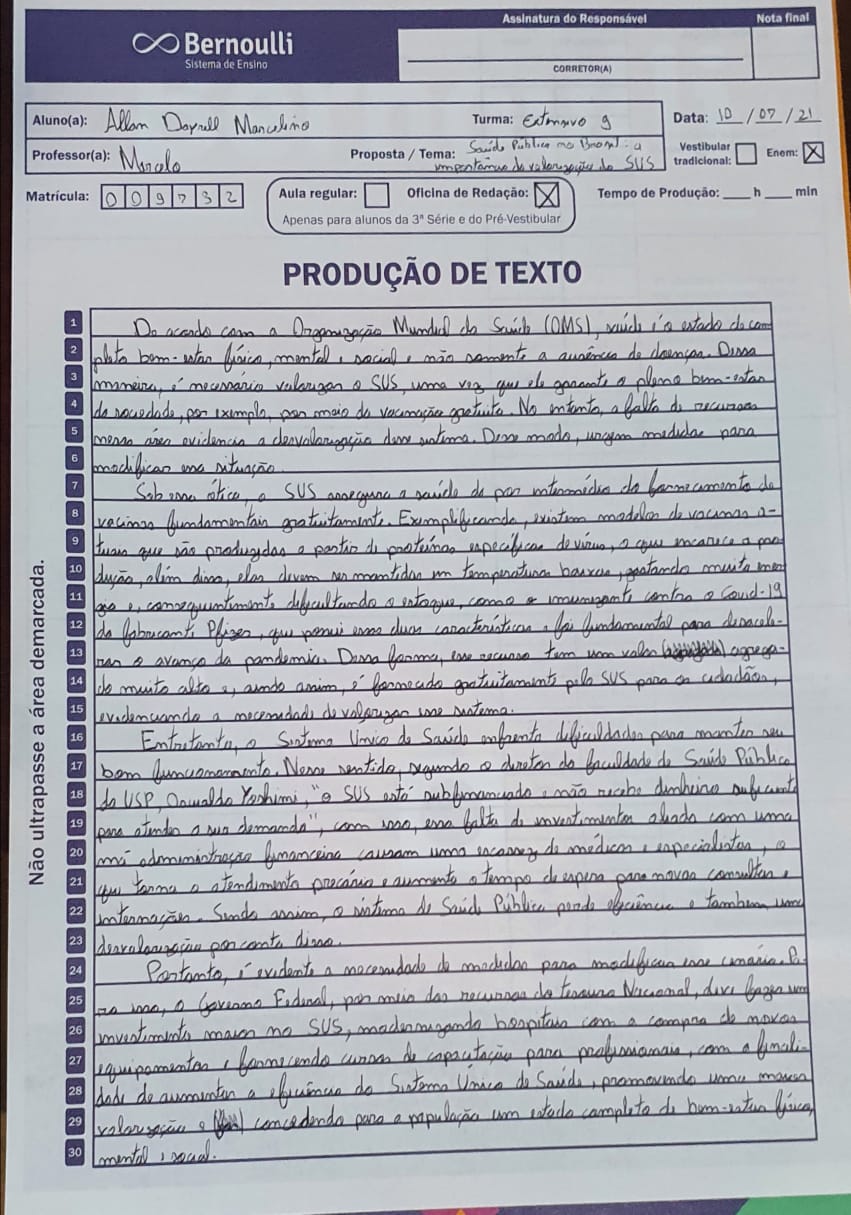 Assinatura do Responsável
Nota final
Bernoulli
Sistema de Ensino
CORRETOR(A)
Aluno(a): Allan Dayrell Marcelino
Turma: Extensivo 9
Data: 10/07/21
Professor(a): Marcelo
Proposta / Tema: Saúde Pública no Brasil: a
importância da valorização do SUS
Vestibular tradicional:
Enem: X
Matrícula: 009732
Aula regular:
Oficina de Redação: X
Tempo de Produção: ____ h ____ min
Apenas para alunos da 3ª Série e do Pré-Vestibular
PRODUÇÃO DE TEXTO
Não ultrapasse a área demarcada.
1 De acordo com a Organização Mundial da Saúde (OMS), saúde é o estado de com
2 pleto bem-estar físico, mental e social e não somente a ausência de doenças. Dessa
3 maneira, é necessário valorizar o SUS, uma vez que ele garante o pleno bem-estar
4 da sociedade, por exemplo, por meio da vacinação gratuita. No entanto, a falta de recursos
5 nessa área evidencia a desvalorização desse sistema. Desse modo, urgem medidas para
6 modificar essa situação.
7 Sob essa ótica, o SUS assegura a saúde da por intermédio do fornecimento de
8 vacinas fundamentais gratuitamente. Exemplificando, existem modelos de vacinas a-
9 tuais que são produzidas a partir de proteínas específicas do vírus, o que encarece a pro
10 dução, além disso, elas devem ser mantidas em temperatura baixas, gastando muita ener
11 gia e, consequentimente dificultando o estoque, como o imunizante contra o Covid-19
12 da fabricante Pfizer, que possui essas duas características e foi fundamental para desacele-
13 rar o avanço da pandemia. Dessa forma, esse recurso tem um valor agrega-
14 do muito alto e, ainda assim, é fornecido gratuitamente pelo SUS para os cidadãos,
15 evidenciando a necessidade de valorizar esse sistema.
16 Entretanto, o Sistema Único de Saúde enfrenta dificuldades para manter seu
17 bom funcionamento. Nesse sentido, segundo o diretor da faculdade de Saúde Pública
18 da USP, Oswaldo Yoshimi, "o SUS está subfinanciado e não recebe dinheiro suficiente
19 para atender a sua demanda", com isso, essa falta de investimentos aliado com uma
20 má administração financeira causam uma escassez de médicos e especialistas, o
21 que torna o atendimento precário e aumenta o tempo de espera para novas consultas e
22 internações. Sendo assim, o sistema de Saúde Pública perde eficiência e também uma
23 desvalorização por conta disso.
24 Portanto, é evidente a necessidade de medidas para modificar esse cenário. Pa-
25 ra isso, o Governo Federal, por meio dos recursos do tesouro Nacional, deve fazer um
26 investimento maior no SUS, modernizando hospitais com a compra de novos
27 equipamentos e fornecendo cursos de capacitação para profissionais, com a finali-
28 dade de aumentar a eficiência do Sistema Único de Saúde, promovendo uma maior
29 valorização e concedendo para a população um estado completo de bem-estar físico,
30 mental e social.